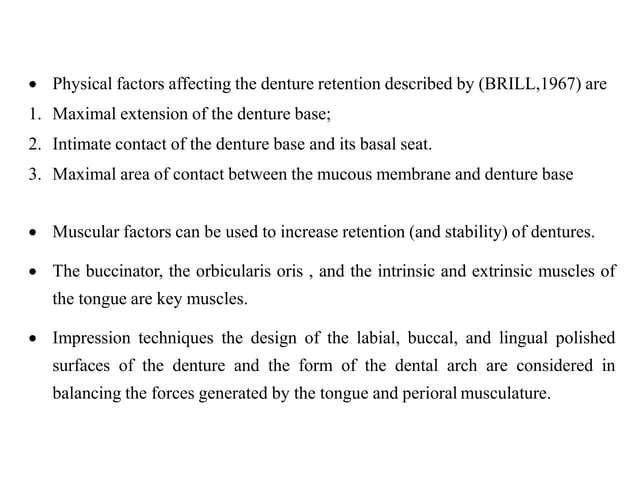 • Physical factors affecting the denture retention described by (BRILL,1967) are
1. Maximal extension of the denture base;
2. Intimate contact of the denture base and its basal seat.
3. Maximal area of contact between the mucous membrane and denture base
• Muscular factors can be used to increase retention (and stability) of dentures.
• The buccinator, the orbicularis oris , and the intrinsic and extrinsic muscles of
the tongue are key muscles.
• Impression techniques the design of the labial, buccal, and lingual polished
surfaces of the denture and the form of the dental arch are considered in
balancing the forces generated by the tongue and perioral musculature.